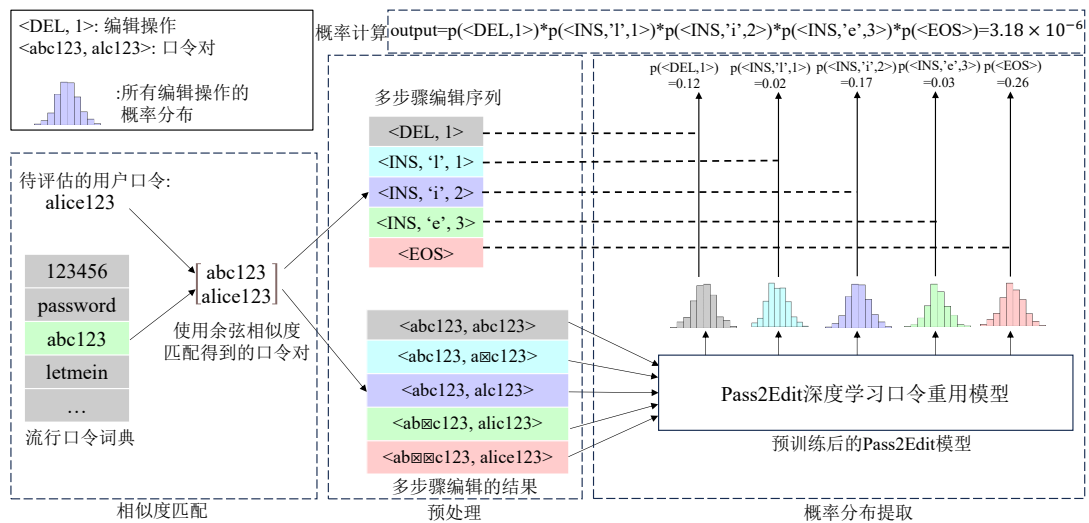 <DEL, 1>: 编辑操作
<abc123, alc123>: 口令对
:所有编辑操作的
概率分布
概率计算
output=p(<DEL,1>)*p(<INS,'l',1>)*p(<INS,'i',2>)*p(<INS,'e',3>)*p(<EOS>)=3.18 × 10⁻⁶
待评估的用户口令:
alice123
123456
password
abc123
letmein
…
流行口令词典
[abc123
alice123]
使用余弦相似度
匹配得到的口令对
相似度匹配
多步骤编辑序列
<DEL, 1>
<INS, ‘l’, 1>
<INS, ‘i’, 2>
<INS, ‘e’, 3>
<EOS>
<abc123, abc123>
<abc123, a⊠c123>
<abc123, alc123>
<ab⊠c123, alic123>
<ab⊠⊠c123, alice123>
多步骤编辑的结果
预处理
p(<DEL,1>)
=0.12
p(<INS,'l',1>)
=0.02
p(<INS,'i',2>)
=0.17
p(<INS,'e',3>)
=0.03
p(<EOS>)
=0.26
Pass2Edit深度学习口令重用模型
预训练后的Pass2Edit模型
概率分布提取